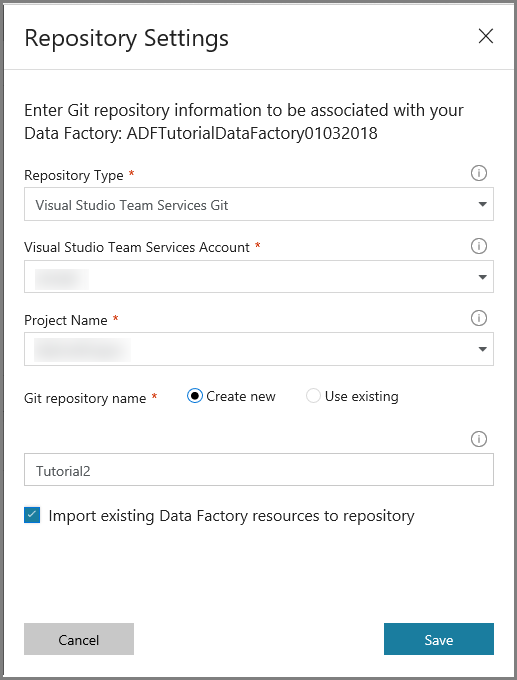 Repository Settings
Enter Git repository information to be associated with your
Data Factory: ADFTutorialDataFactory01032018
Repository Type *
Visual Studio Team Services Git
Visual Studio Team Services Account *
Project Name *
Git repository name * Create new Use existing
Tutorial2
Import existing Data Factory resources to repository
Cancel Save